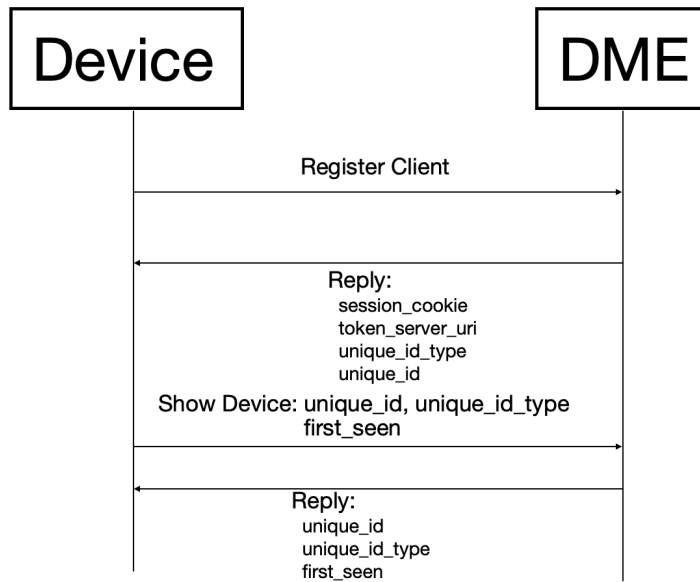 Device
DME
Register Client
Reply:
session_cookie
token_server_uri
unique_id_type
unique_id
Show Device: unique_id, unique_id_type
first_seen
Reply:
unique_id
unique_id_type
first_seen